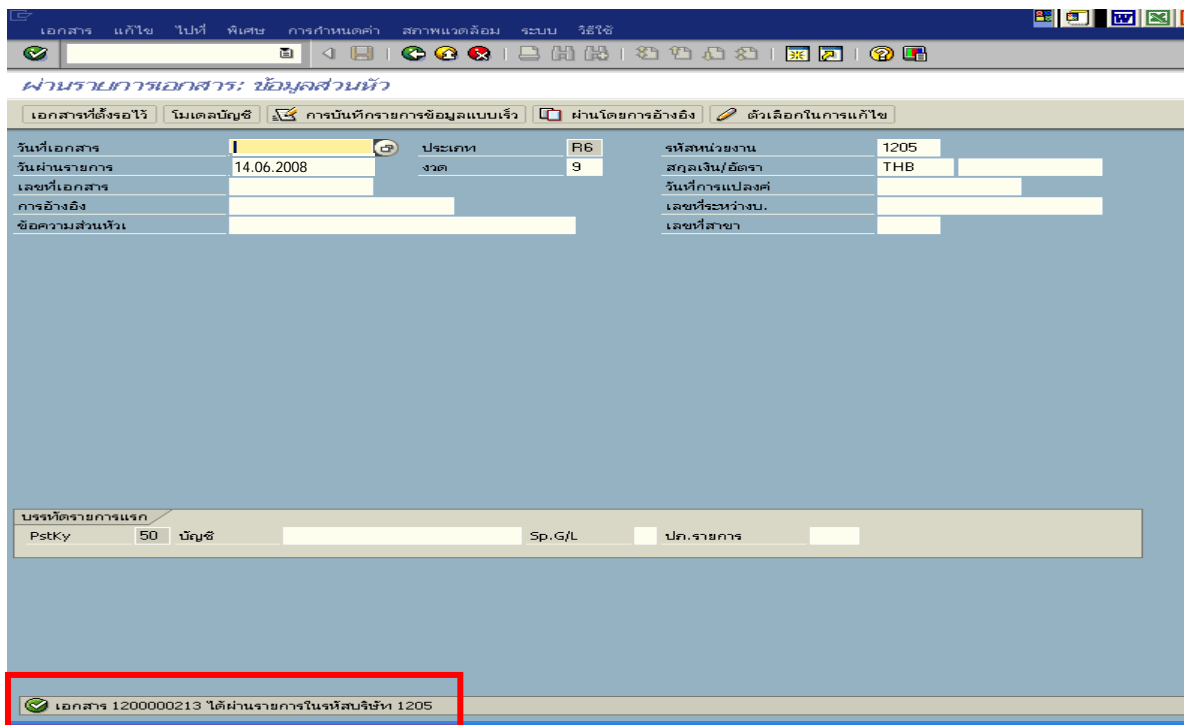 เอกสาร แก้ไข ไปที่ พิเศษ การกำหนดค่า สภาพแวดล้อม ระบบ วิธีใช้
ผ่านรายการเอกสาร: ข้อมูลส่วนหัว
เอกสารที่ตั้งรอไว้ โมเดลบัญชี การบันทึกรายการข้อมูลแบบเร็ว ผ่านโดยการอ้างอิง ตัวเลือกในการแก้ไข
วันที่เอกสาร ประเภท R6 รหัสหน่วยงาน 1205
วันผ่านรายการ 14.06.2008 งวด 9 สกุลเงิน/อัตรา THB
เลขที่เอกสาร วันที่การแปลงค่
การอ้างอิง เลขที่ระหว่างบ.
ข้อความส่วนหัวเ เลขที่สาขา
บรรทัดรายการแรก
PstKy 50 บัญชี Sp.G/L ปภ.รายการ
เอกสาร 1200000213 ได้ผ่านรายการในรหัสบริษัท 1205